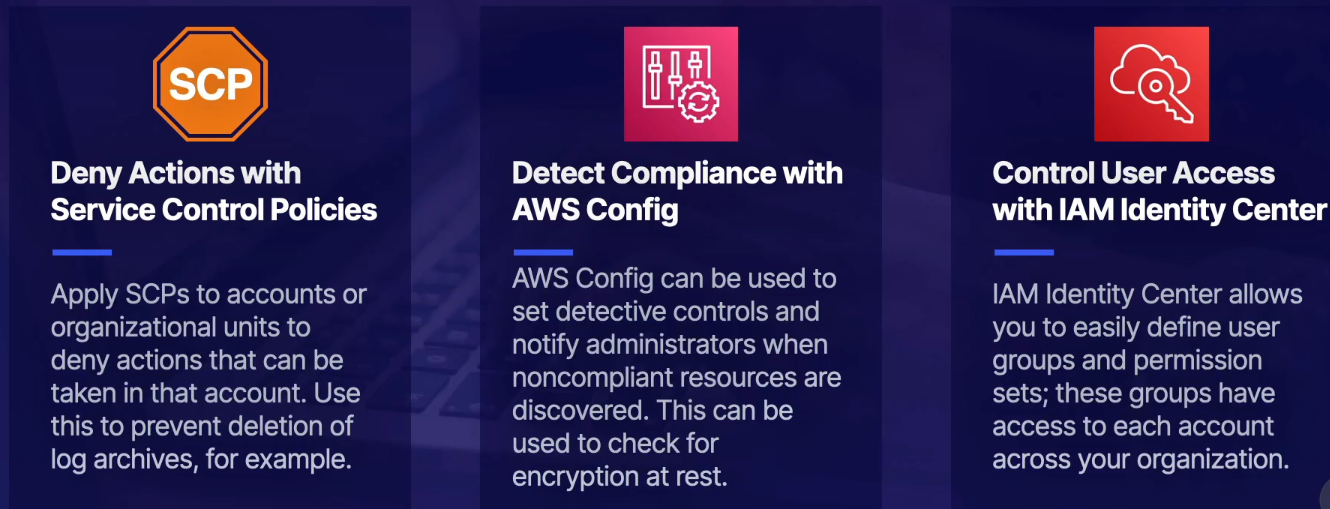 SCP
Deny Actions with
Service Control Policies
Apply SCPs to accounts or
organizational units to
deny actions that can be
taken in that account. Use
this to prevent deletion of
log archives, for example.
Detect Compliance with
AWS Config
AWS Config can be used to
set detective controls and
notify administrators when
noncompliant resources are
discovered. This can be
used to check for
encryption at rest.
Control User Access
with IAM Identity Center
IAM Identity Center allows
you to easily define user
groups and permission
sets; these groups have
access to each account
across your organization.